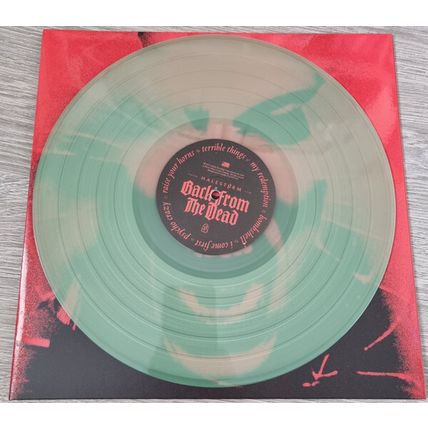 HALESTORM
Back From
The Dead
psycho crazy • raise your horns • terrible things • my redemption • bombshell • i come first